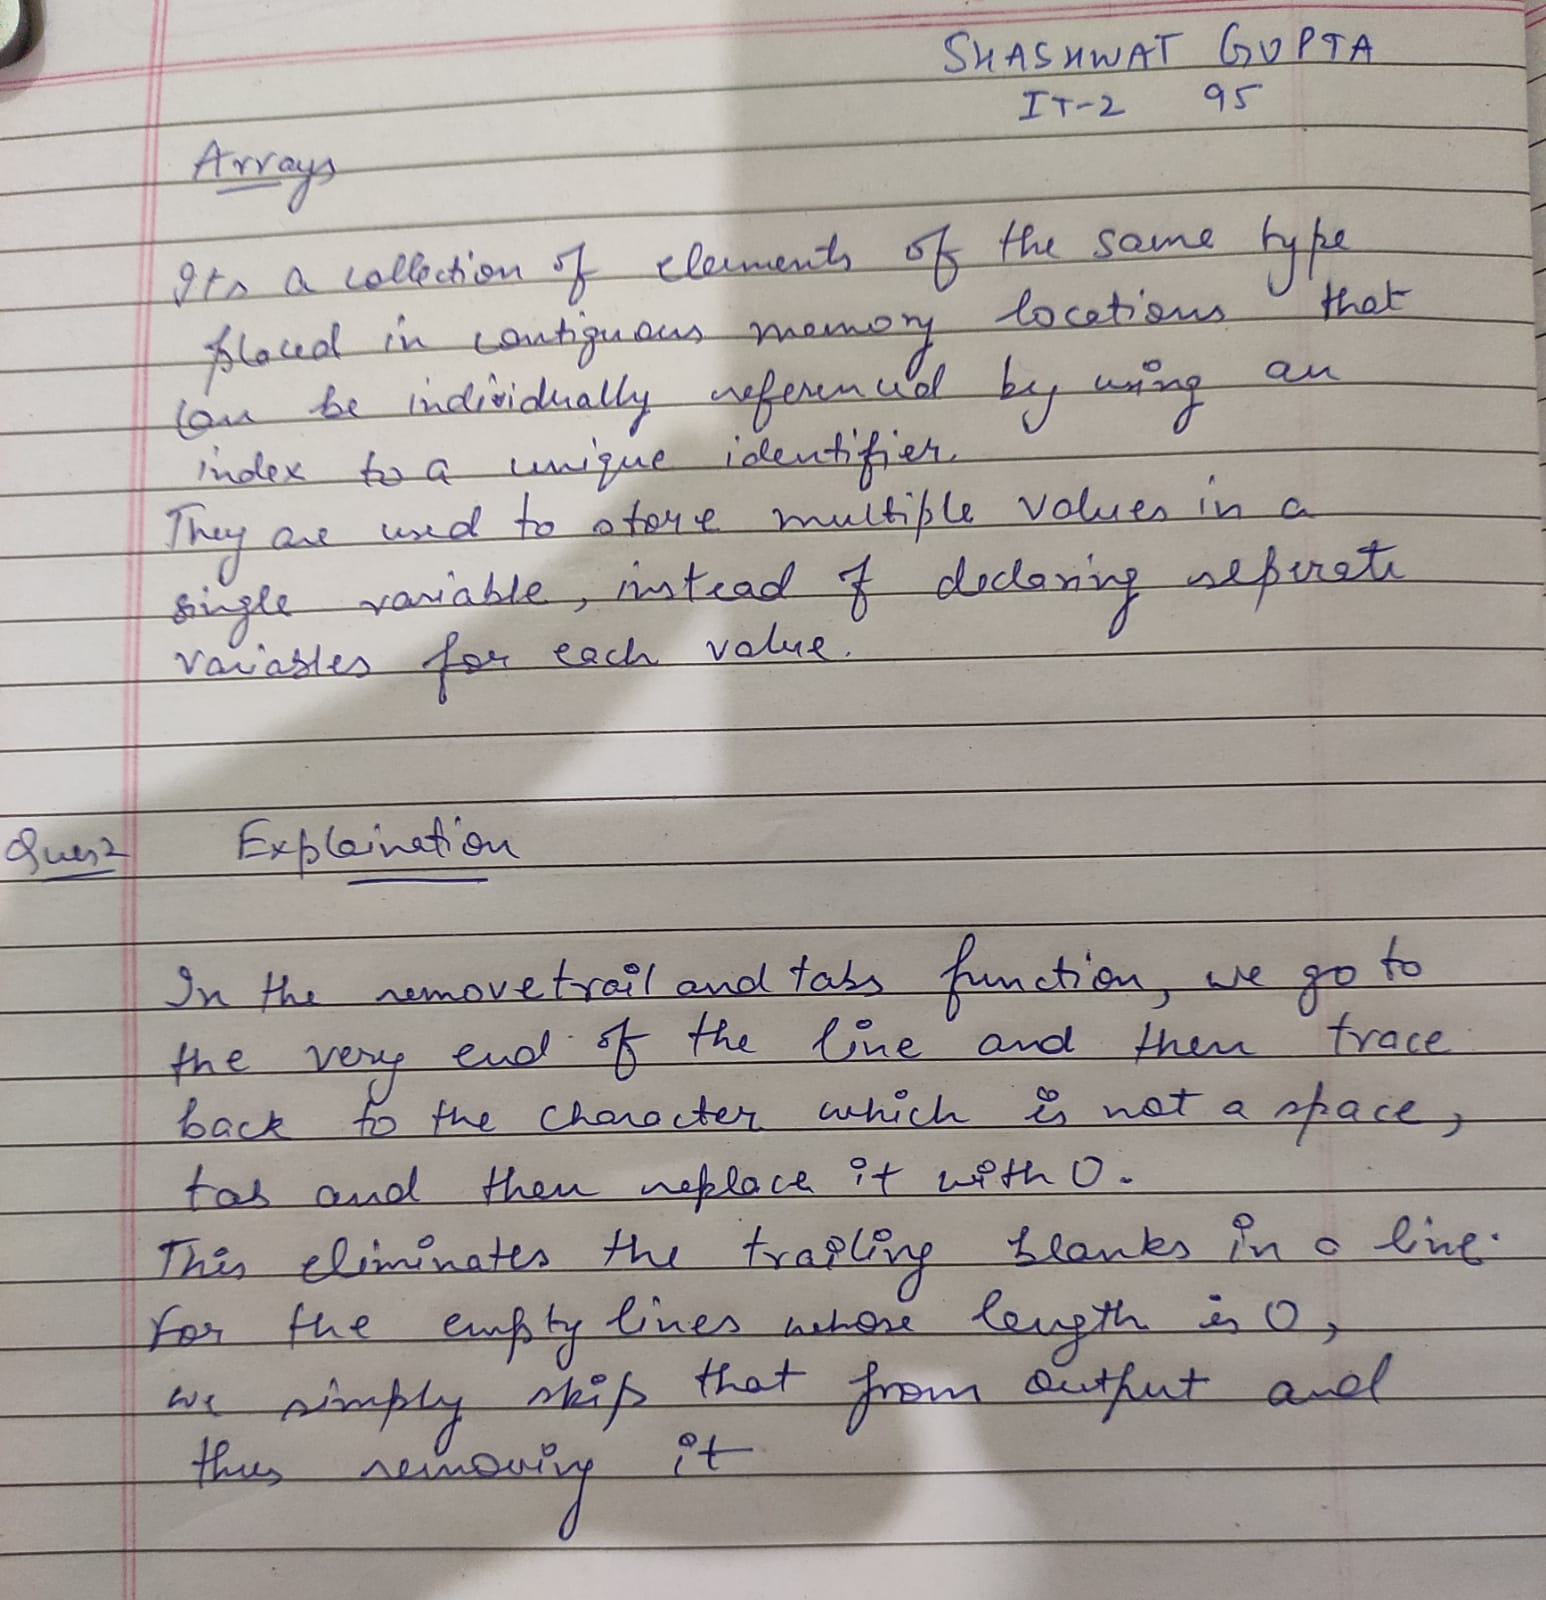 SHASHWAT GUPTA
IT-2 95
Arrays
Its a collection of elements of the same type
placed in contiguous memory locations that
can be individually referenced by using an
index to a unique identifier.
They are used to store multiple values in a
single variable, instead of declaring seperate
variables for each value.
Ques2 Explaination
In the removetrail and tabs function, we go to
the very end of the line and then trace
back to the character which is not a space,
tab and then replace it with 0.
This eliminates the trailing blanks in a line.
For the empty lines whose length is 0,
we simply skip that from output and
thus removing it